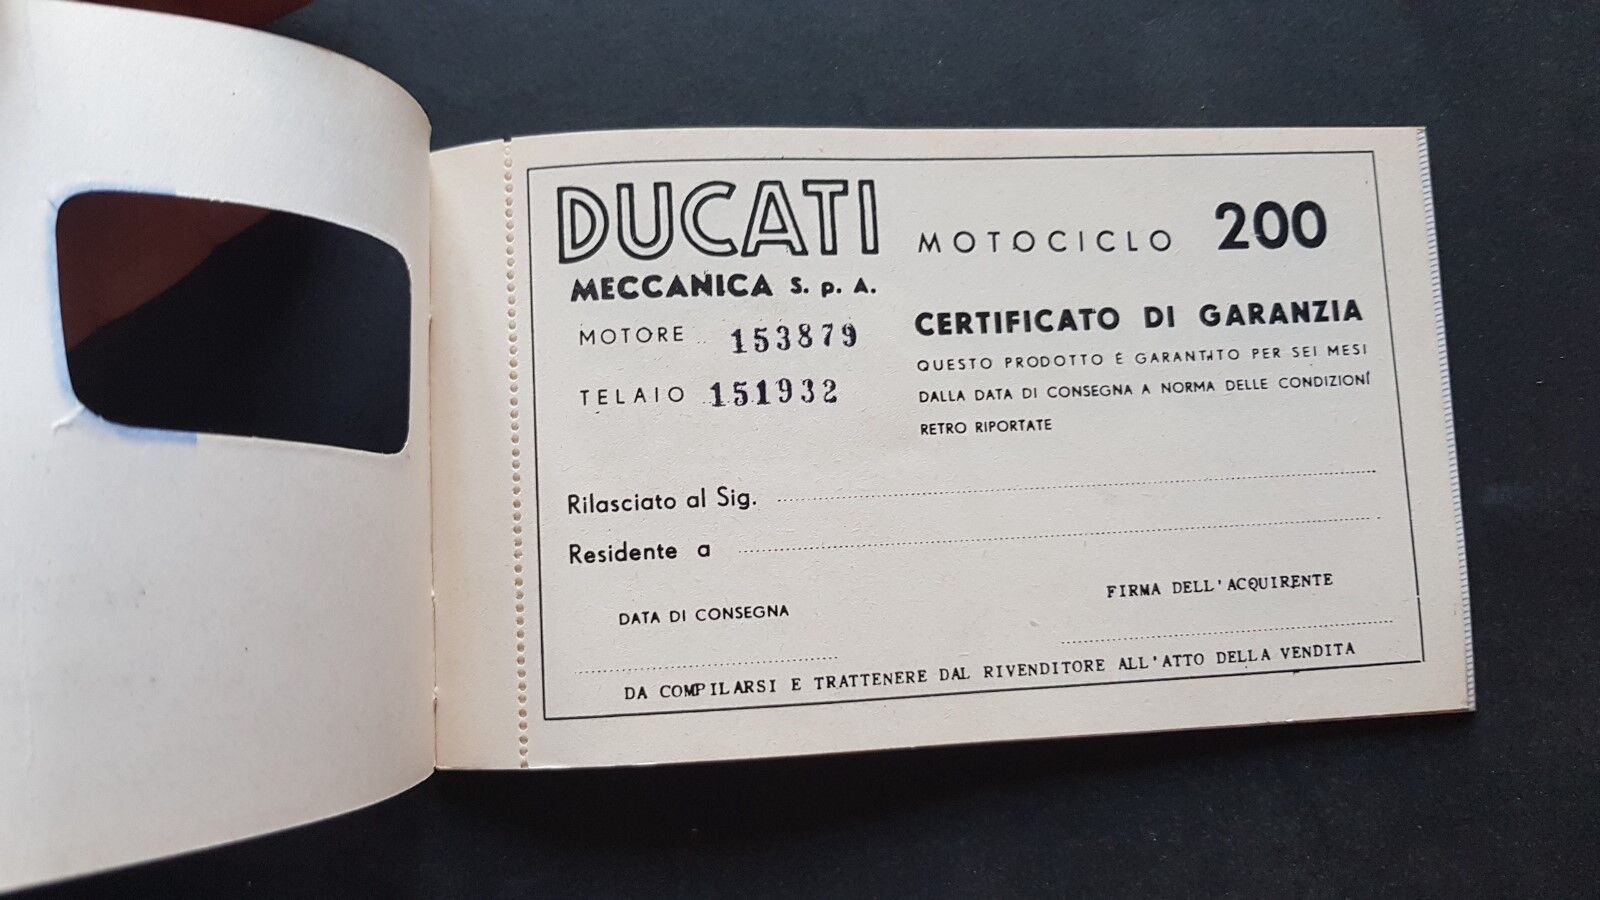 DUCATI
MECCANICA S. p. A.
MOTOCICLO 200
MOTORE 153879
TELAIO 151932
CERTIFICATO DI GARANZIA
QUESTO PRODOTTO È GARANTITO PER SEI MESI
DALLA DATA DI CONSEGNA A NORMA DELLE CONDIZIONI
RETRO RIPORTATE
Rilasciato al Sig.
Residente a
DATA DI CONSEGNA
FIRMA DELL'ACQUIRENTE
DA COMPILARSI E TRATTENERE DAL RIVENDITORE ALL'ATTO DELLA VENDITA